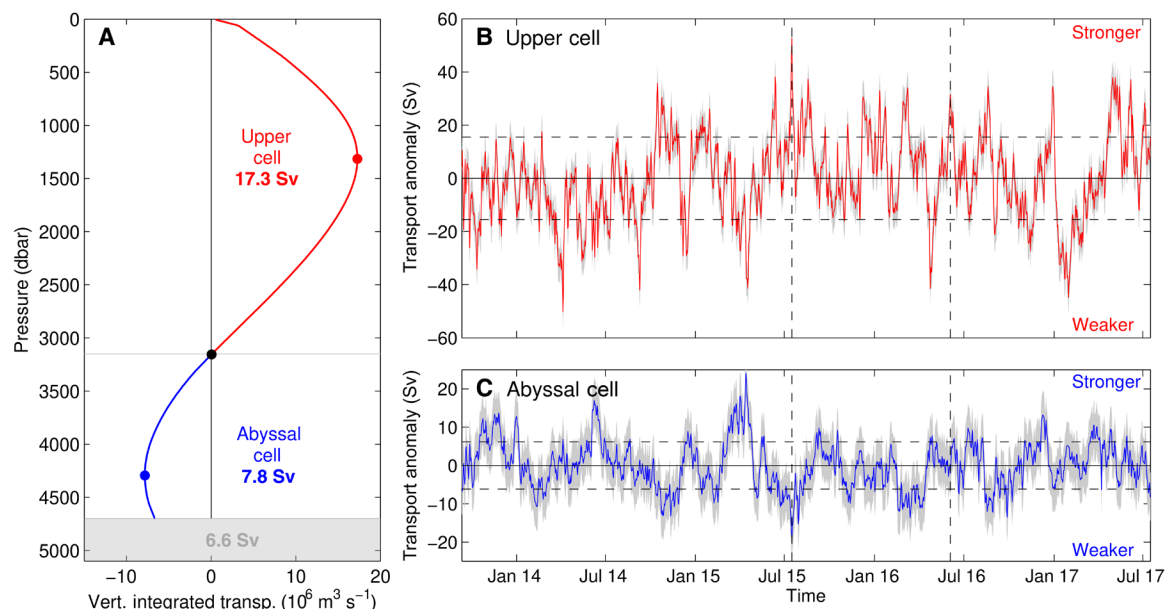 A
0
500
1000
1500
2000
2500
3000
3500
4000
4500
5000
Pressure (dbar)
Upper
cell
17.3 Sv
Abyssal
cell
7.8 Sv
6.6 Sv
−10 0 10 20
Vert. integrated transp. (10⁶ m³ s⁻¹)
B Upper cell
Stronger
60
40
20
0
−20
−40
−60
Transport anomaly (Sv)
Weaker
C Abyssal cell
Stronger
20
10
0
−10
−20
Transport anomaly (Sv)
Weaker
Jan 14 Jul 14 Jan 15 Jul 15 Jan 16 Jul 16 Jan 17 Jul 17
Time